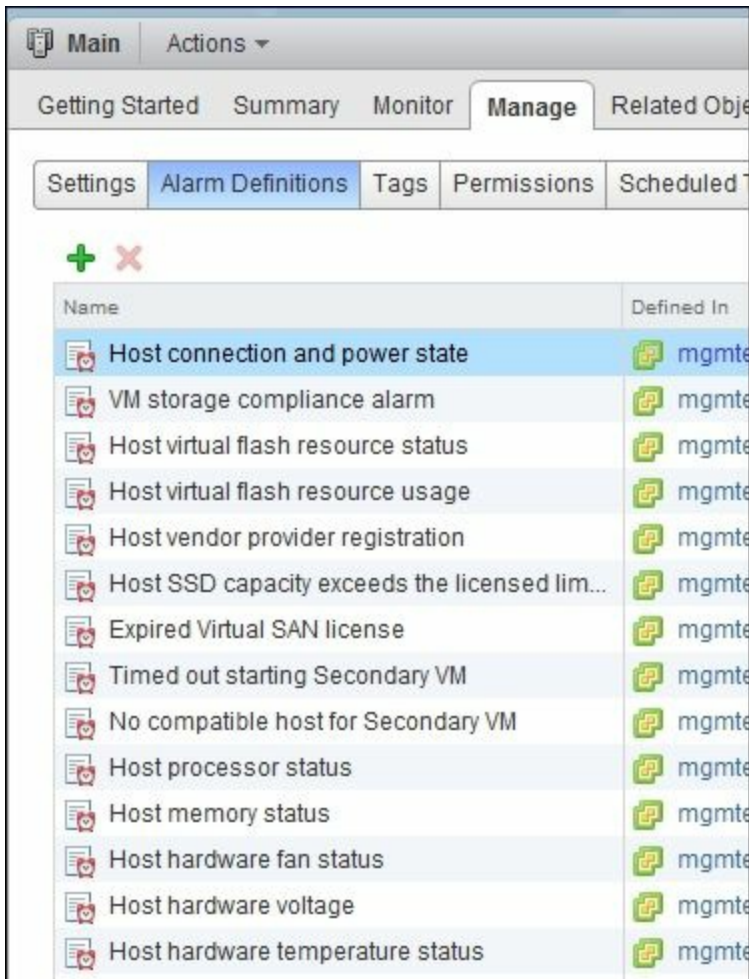 Main Actions
Getting Started Summary Monitor Manage Related Obje
Settings Alarm Definitions Tags Permissions Scheduled
Name Defined In
Host connection and power state mgmte
VM storage compliance alarm mgmte
Host virtual flash resource status mgmte
Host virtual flash resource usage mgmte
Host vendor provider registration mgmte
Host SSD capacity exceeds the licensed lim... mgmte
Expired Virtual SAN license mgmte
Timed out starting Secondary VM mgmte
No compatible host for Secondary VM mgmte
Host processor status mgmte
Host memory status mgmte
Host hardware fan status mgmte
Host hardware voltage mgmte
Host hardware temperature status mgmte